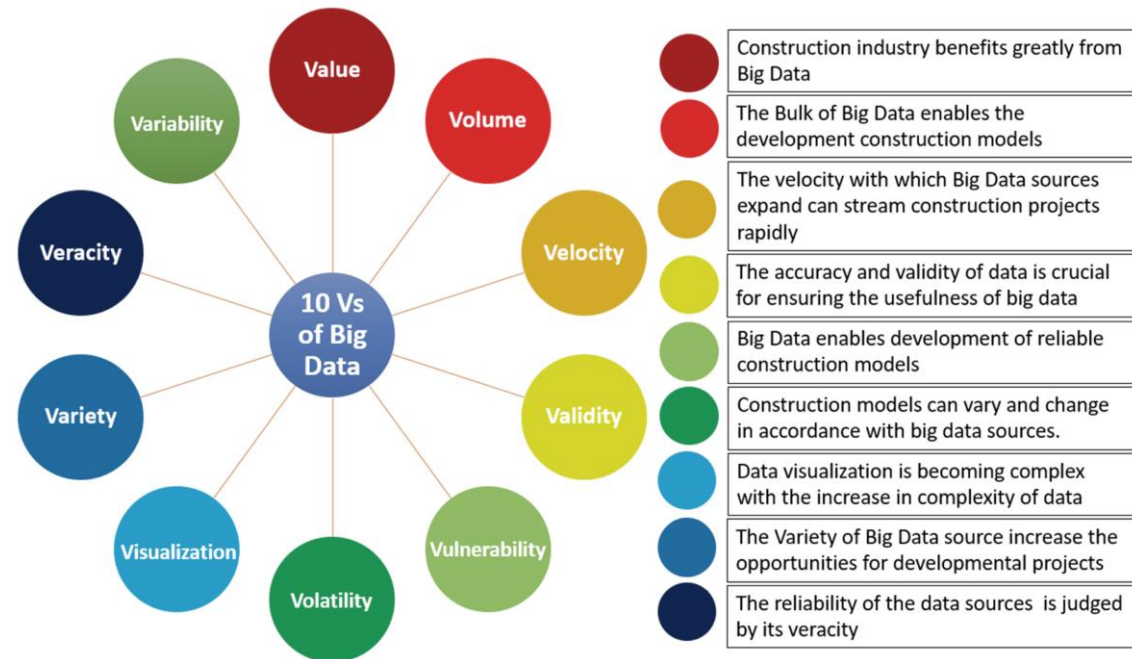 Value
Volume
Velocity
Validity
Vulnerability
Volatility
Visualization
Variety
Veracity
Variability
10 Vs
of Big
Data
Construction industry benefits greatly from
Big Data
The Bulk of Big Data enables the
development construction models
The velocity with which Big Data sources
expand can stream construction projects
rapidly
The accuracy and validity of data is crucial
for ensuring the usefulness of big data
Big Data enables development of reliable
construction models
Construction models can vary and change
in accordance with big data sources.
Data visualization is becoming complex
with the increase in complexity of data
The Variety of Big Data source increase the
opportunities for developmental projects
The reliability of the data sources is judged
by its veracity